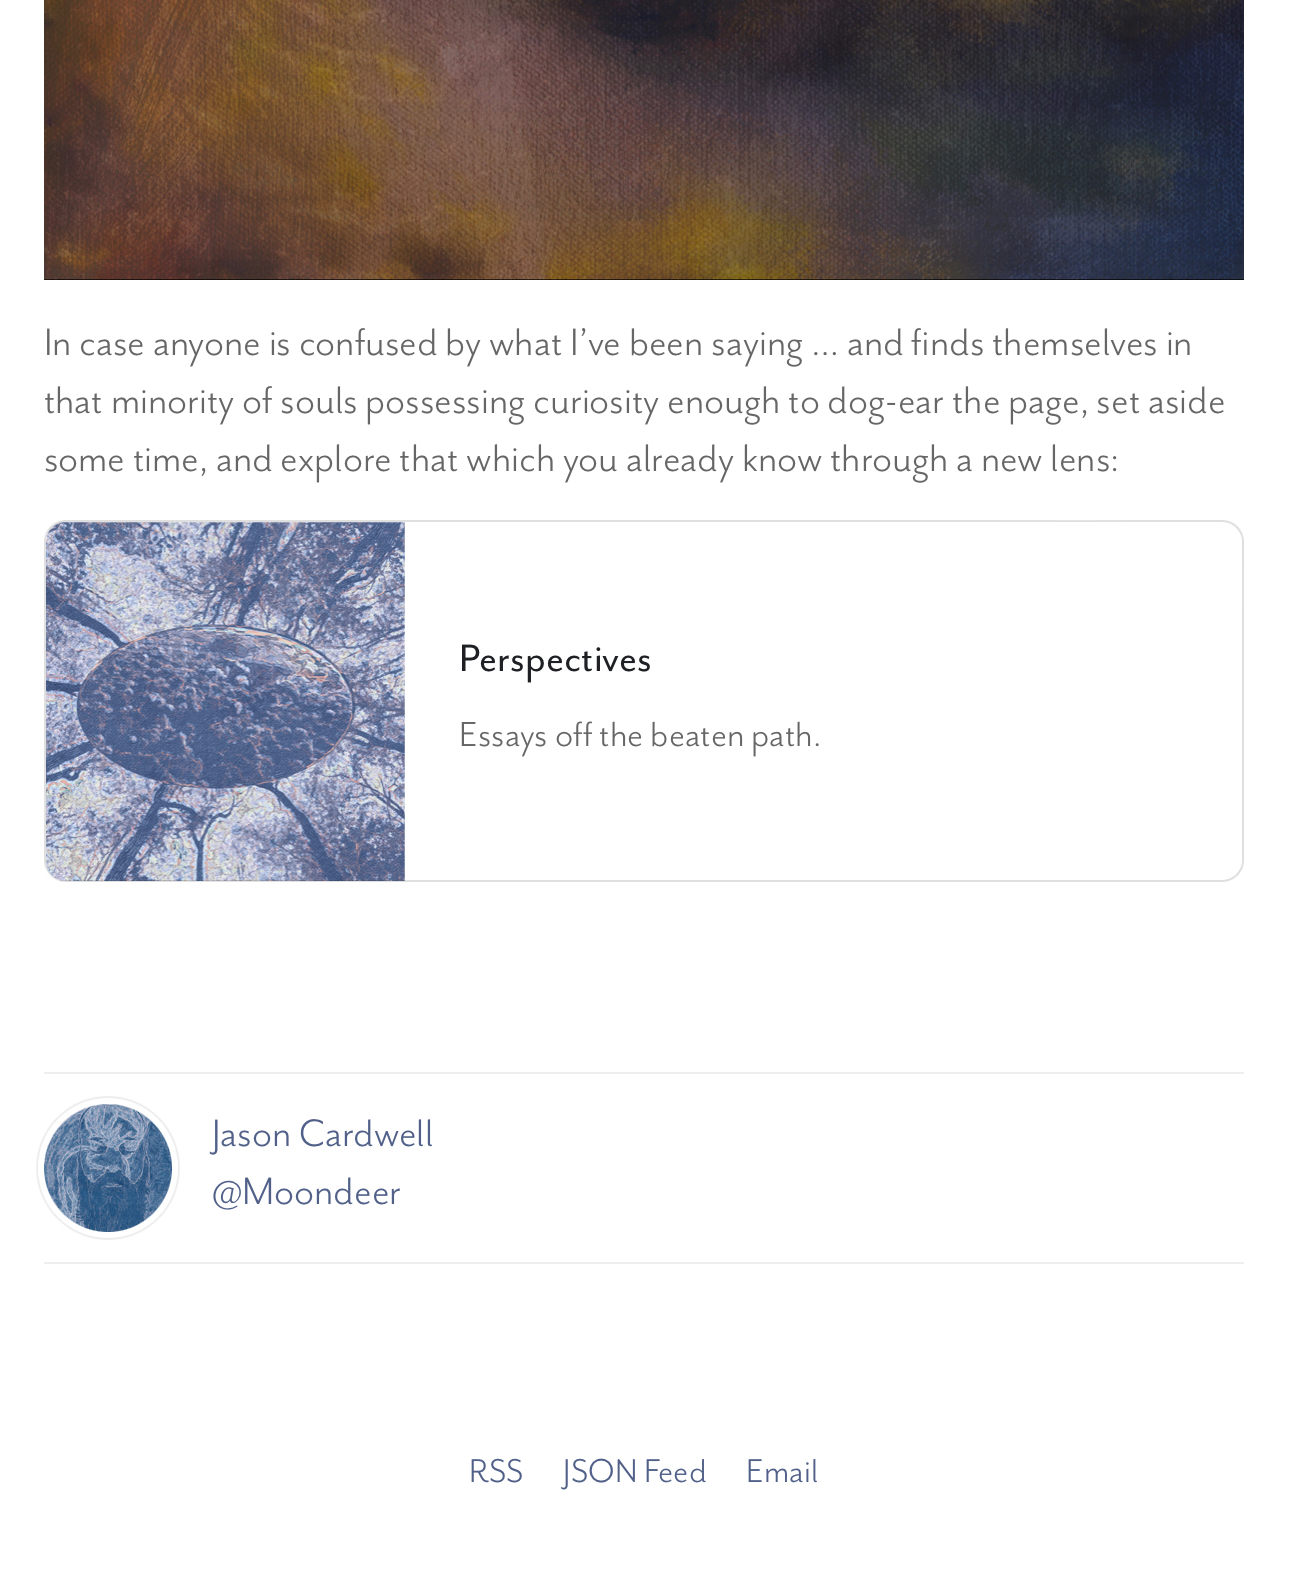 In case anyone is confused by what I’ve been saying … and finds themselves in
that minority of souls possessing curiosity enough to dog-ear the page, set aside
some time, and explore that which you already know through a new lens:
Perspectives
Essays off the beaten path.
Jason Cardwell
@Moondeer
RSS JSON Feed Email